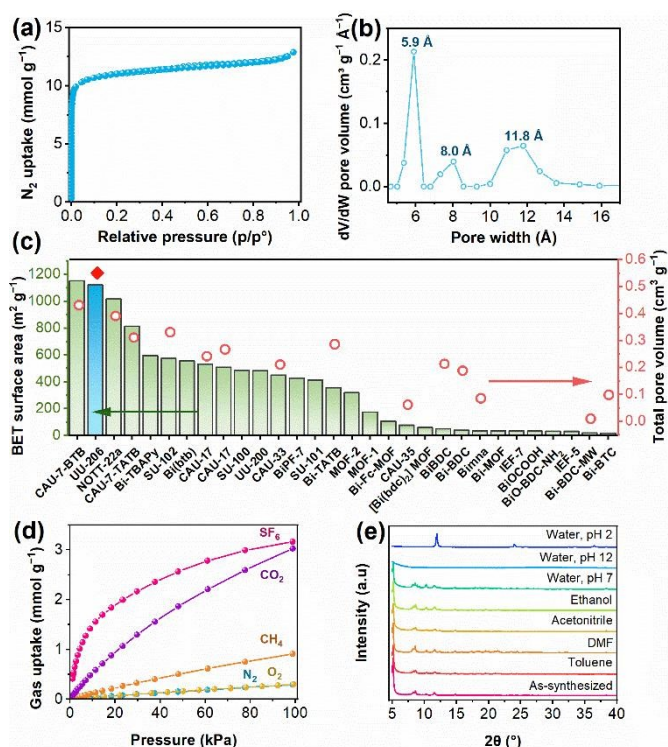 (a)
15
10
5
0
N₂ uptake (mmol g⁻¹)
0.0 0.2 0.4 0.6 0.8 1.0
Relative pressure (p/p°)
(b)
0.2
0.1
0.0
dV/dW pore volume (cm³ g⁻¹ Å⁻¹)
5.9 Å
8.0 Å
11.8 Å
6 8 10 12 14 16
Pore width (Å)
(c)
1200
1000
800
600
400
200
0
BET surface area (m² g⁻¹)
0.6
0.5
0.4
0.3
0.2
0.1
0.0
Total pore volume (cm³ g⁻¹)
CAU-7-BTB
UU-206
NOTT-22a
CAU-7-TATB
Bi-TBAPy
SU-102
Bi(btb)
CAU-17
CAU-17
SU-100
UU-200
CAU-33
BiPF-7
SU-101
Bi-TATB
MOF-2
MOF-1
Bi-Fc-MOF
CAU-35
[Bi(bdc)₂] MOF
BiBDC
Bi-BDC
Bimna
Bi-MOF
IEF-7
BiOCOOH
BiO-BDC-NH₂
IEF-5
Bi-BDC-MW
Bi-BTC
(d)
3
2
1
0
Gas uptake (mmol g⁻¹)
SF₆
CO₂
CH₄
N₂
O₂
0 20 40 60 80 100
Pressure (kPa)
(e)
Intensity (a.u)
Water, pH 2
Water, pH 12
Water, pH 7
Ethanol
Acetonitrile
DMF
Toluene
As-synthesized
5 10 15 20 25 30 35 40
2θ (°)